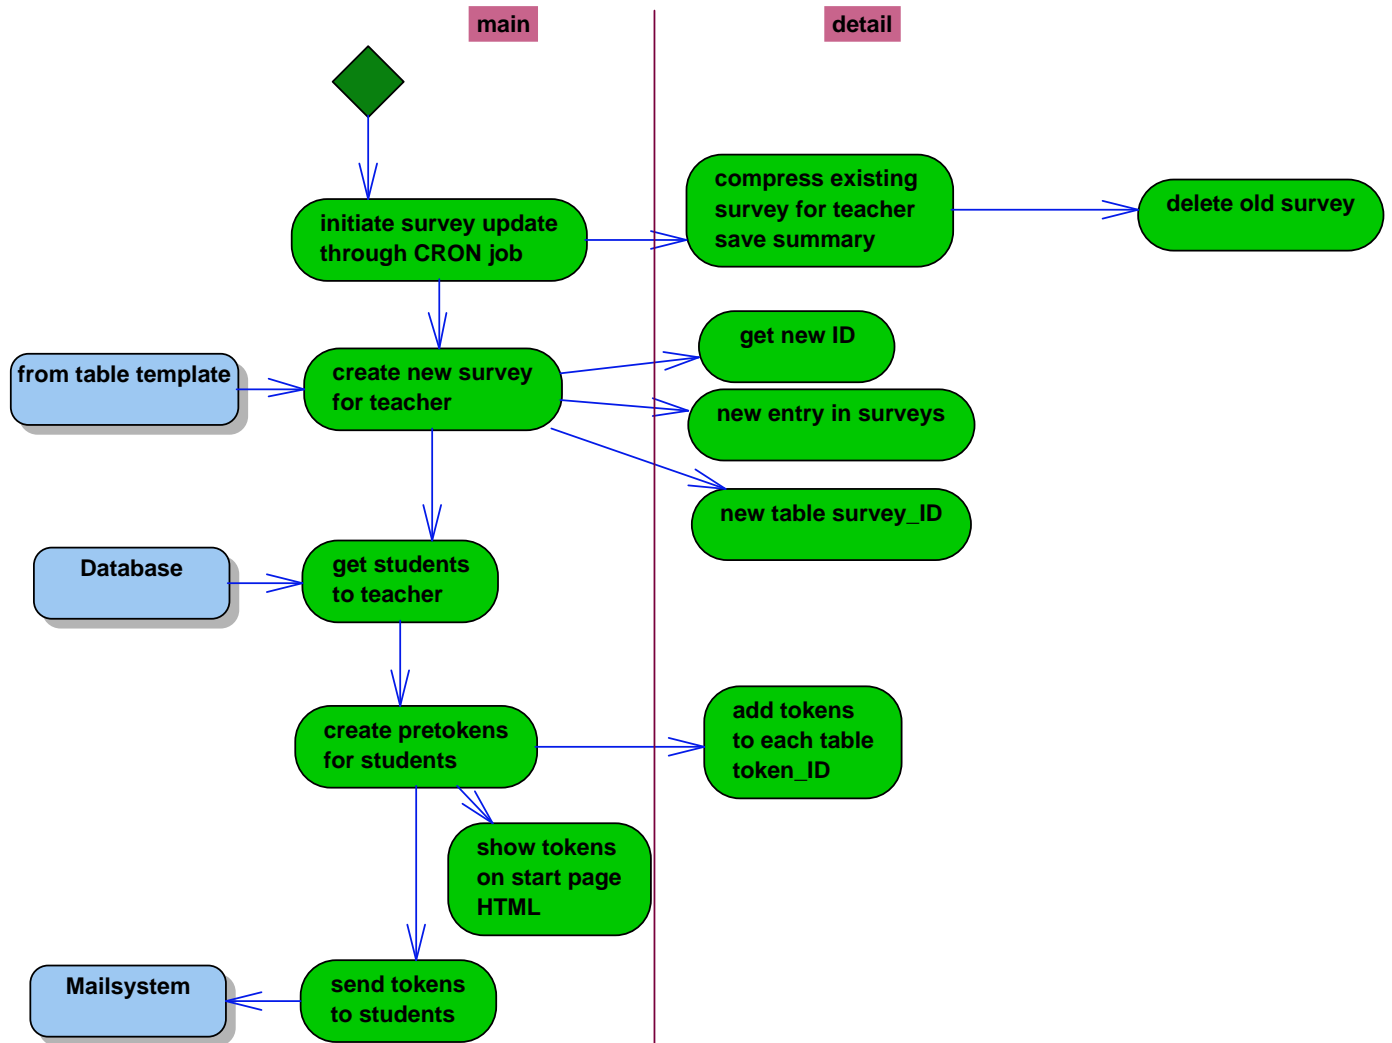 main
detail
initiate survey update
through CRON job
compress existing
survey for teacher
save summary
delete old survey
from table template
create new survey
for teacher
get new ID
new entry in surveys
new table survey_ID
Database
get students
to teacher
create pretokens
for students
add tokens
to each table
token_ID
show tokens
on start page
HTML
Mailsystem
send tokens
to students